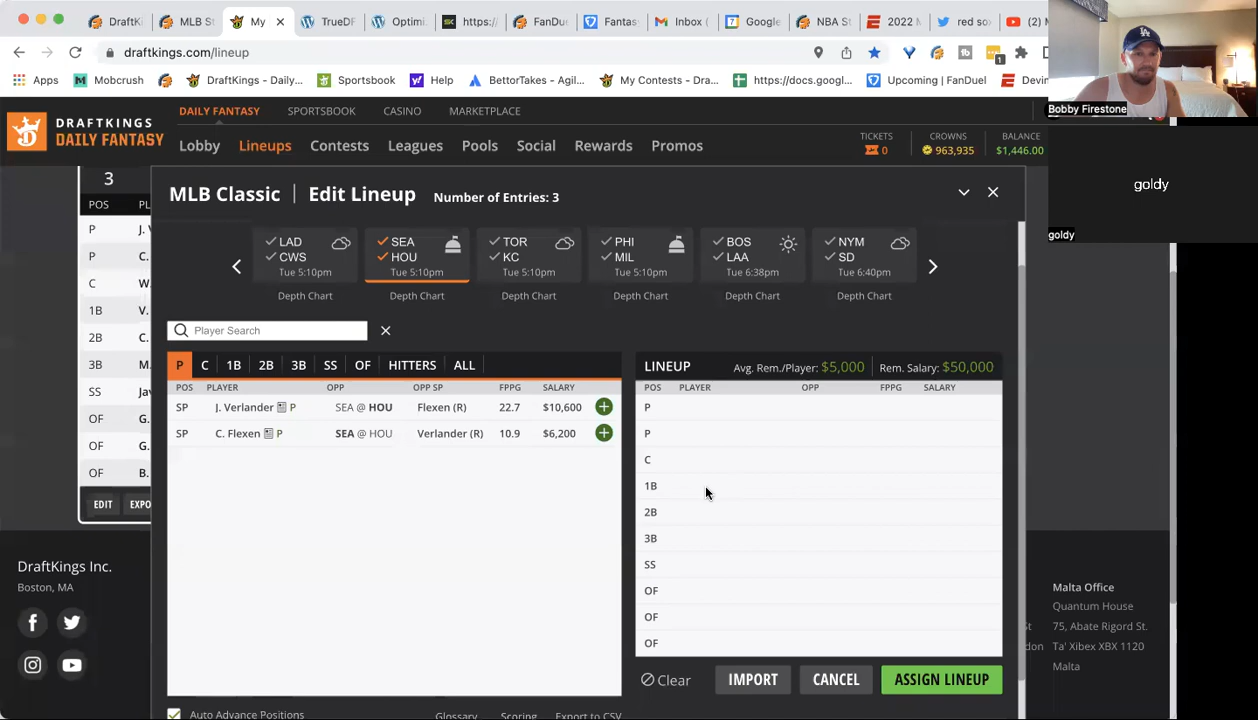 DraftKi
MLB St
My
TrueDF
Optimi
https:/
FanDu
Fantas
Inbox (
Google
NBA St
2022 M
red sox
(2) M
draftkings.com/lineup
1
Apps
Mobcrush
DraftKings - Daily...
Sportsbook
Help
BettorTakes - Agil...
My Contests - Dra...
https://docs.googl...
Upcoming | FanDuel
Devin
Bobby Firestone
DRAFTKINGS
DAILY FANTASY
DAILY FANTASY SPORTSBOOK CASINO MARKETPLACE
Lobby Lineups Contests Leagues Pools Social Rewards Promos
TICKETS CROWNS BALANCE
0 963,935 $1,446.00
goldy
goldy
3
POS PL
P J. V
P C.
C W.
1B V.
2B C.
3B M.
SS Jav
OF G.
OF G.
OF B.
EDIT EXPO
MLB Classic | Edit Lineup Number of Entries: 3
LAD
CWS
Tue 5:10pm
Depth Chart
SEA
HOU
Tue 5:10pm
Depth Chart
TOR
KC
Tue 5:10pm
Depth Chart
PHI
MIL
Tue 5:10pm
Depth Chart
BOS
LAA
Tue 6:38pm
Depth Chart
NYM
SD
Tue 6:40pm
Depth Chart
Player Search
P C 1B 2B 3B SS OF HITTERS ALL
POS PLAYER OPP OPP SP FPPG SALARY
SP J. Verlander P SEA @ HOU Flexen (R) 22.7 $10,600
SP C. Flexen P SEA @ HOU Verlander (R) 10.9 $6,200
LINEUP Avg. Rem./Player: $5,000 Rem. Salary: $50,000
POS PLAYER OPP FPPG SALARY
P
P
C
1B
2B
3B
SS
OF
OF
OF
Clear IMPORT CANCEL ASSIGN LINEUP
Auto Advance Positions Glossary Scoring Export to CSV
DraftKings Inc.
Boston, MA
Malta Office
Quantum House
St 75, Abate Rigord St.
don Ta' Xibex XBX 1120
m Malta